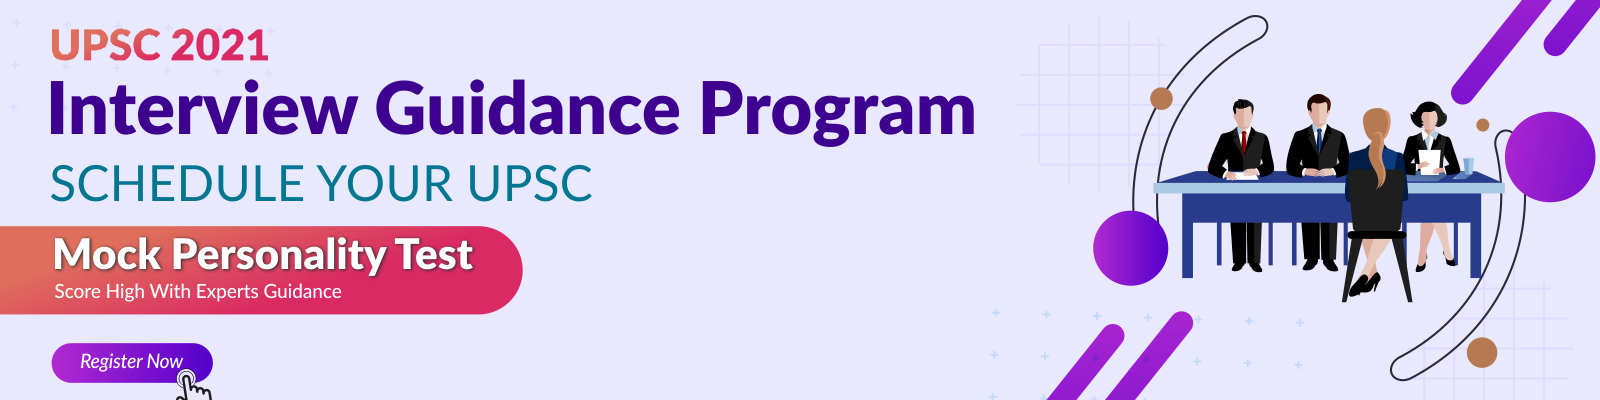 UPSC 2021
Interview Guidance Program
SCHEDULE YOUR UPSC
Mock Personality Test
Score High With Experts Guidance
Register Now